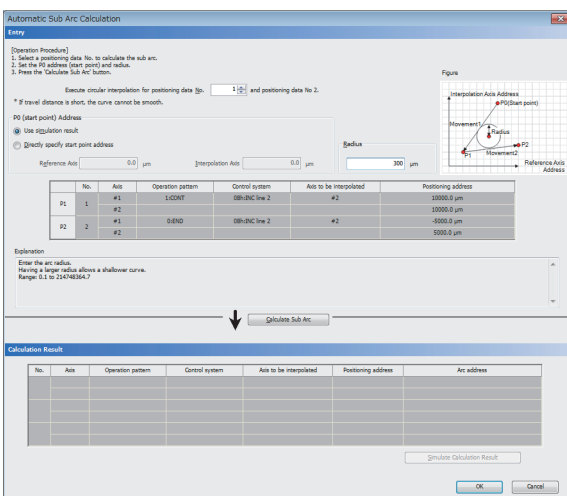 Automatic Sub Arc Calculation
Entry
[Operation Procedure]
1. Select a positioning data No. to calculate the sub arc.
2. Set the P0 address (start point) and radius.
3. Press the 'Calculate Sub Arc' button.
Figure
Execute circular interpolation for positioning data No. 1 and positioning data No 2.
* If travel distance is short, the curve cannot be smooth.
Interpolation Axis Address
P0(Start point)
Movement1
Radius
P2
P1
Movement2
Reference Axis
Address
P0 (start point) Address
Use simulation result
Directly specify start point address
Reference Axis 0.0 μm Interpolation Axis 0.0 μm
Radius
300 μm
No. Axis Operation pattern Control system Axis to be interpolated Positioning address
P1 1 #1 1:CONT 0Bh:INC line 2 #2 10000.0 μm
#2 10000.0 μm
P2 2 #1 0:END 0Bh:INC line 2 #2 -5000.0 μm
#2 5000.0 μm
Explanation
Enter the arc radius.
Having a larger radius allows a shallower curve.
Range: 0.1 to 214748364.7
Calculate Sub Arc
Calculation Result
No. Axis Operation pattern Control system Axis to be interpolated Positioning address Arc address
Simulate Calculation Result
OK Cancel